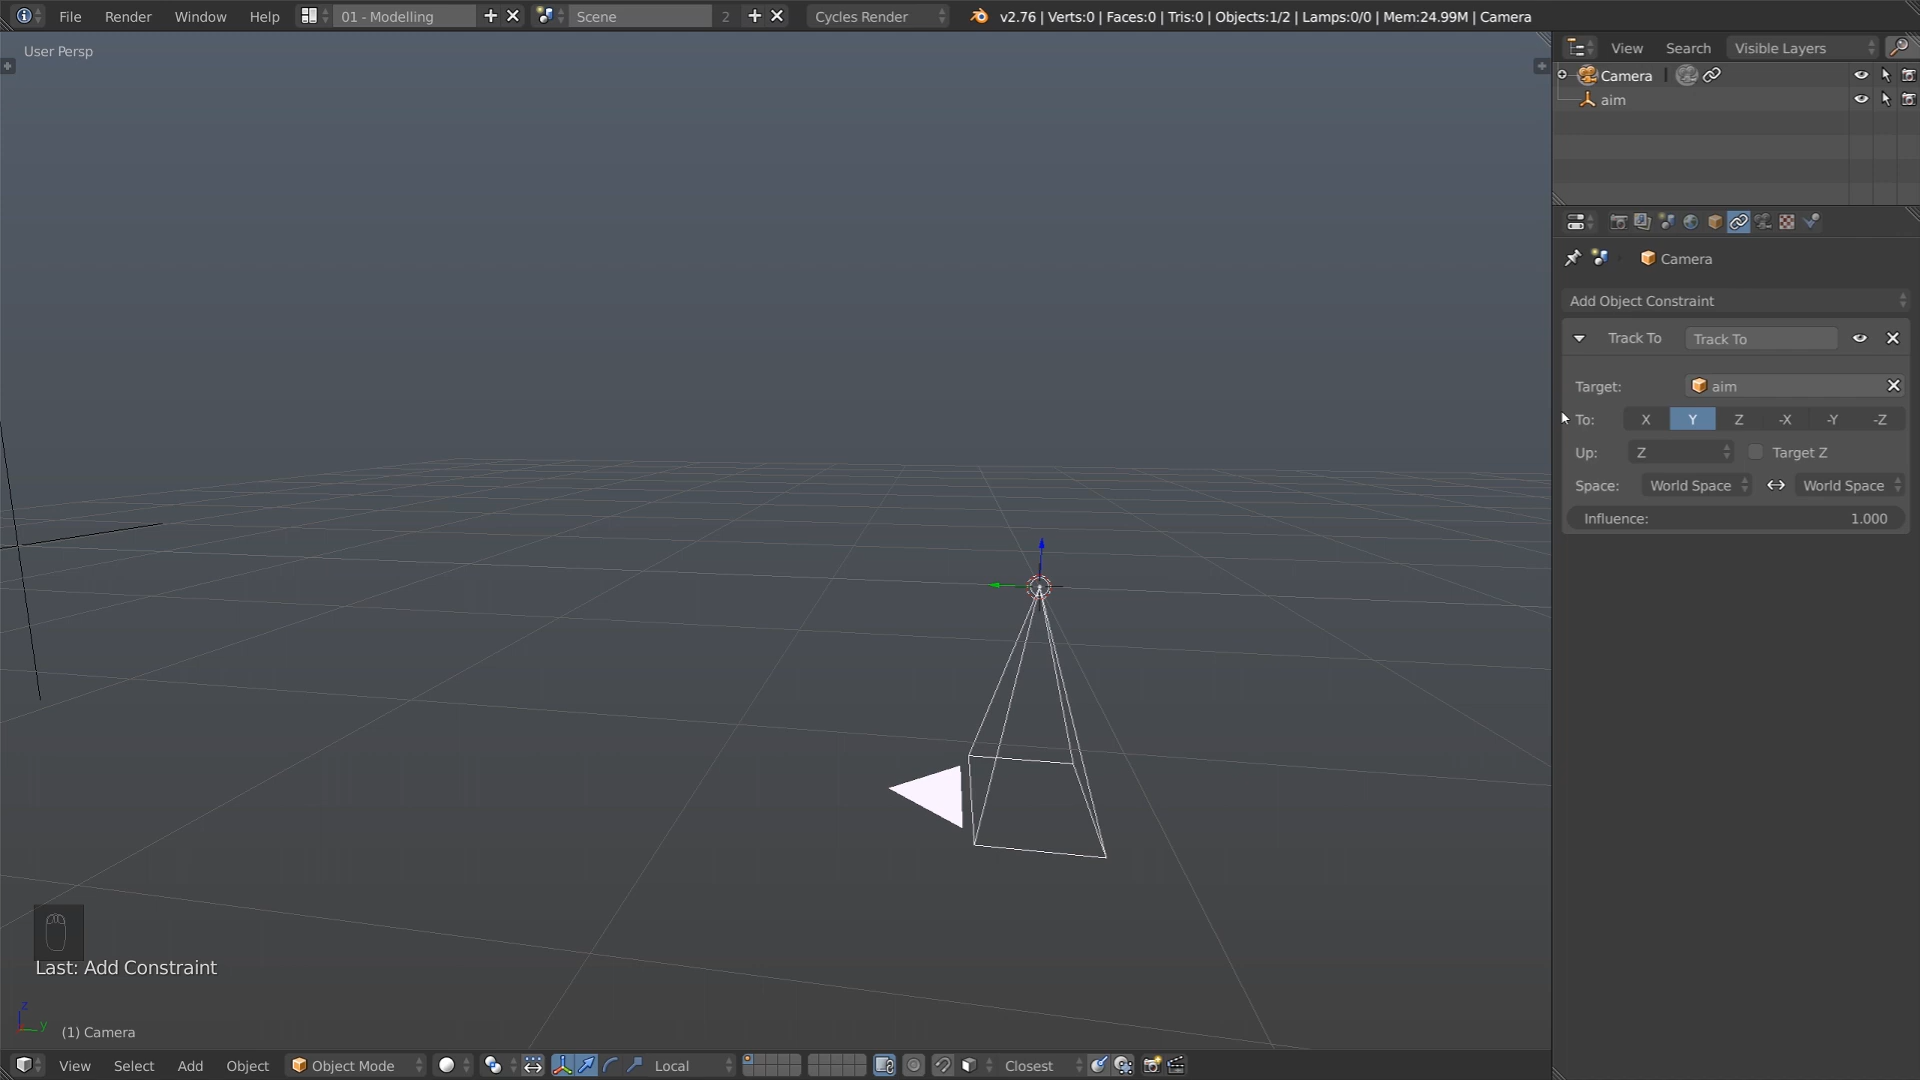 File Render Window Help 01 - Modelling Scene 2 Cycles Render v2.76 | Verts:0 | Faces:0 | Tris:0 | Objects:1/2 | Lamps:0/0 | Mem:24.99M | Camera
User Persp
View Search Visible Layers
Camera
aim
Camera
Add Object Constraint
Track To Track To
Target: aim
To: X Y Z -X -Y -Z
Up: Z Target Z
Space: World Space World Space
Influence: 1.000
Last: Add Constraint
z
y
(1) Camera
View Select Add Object Object Mode Local Closest